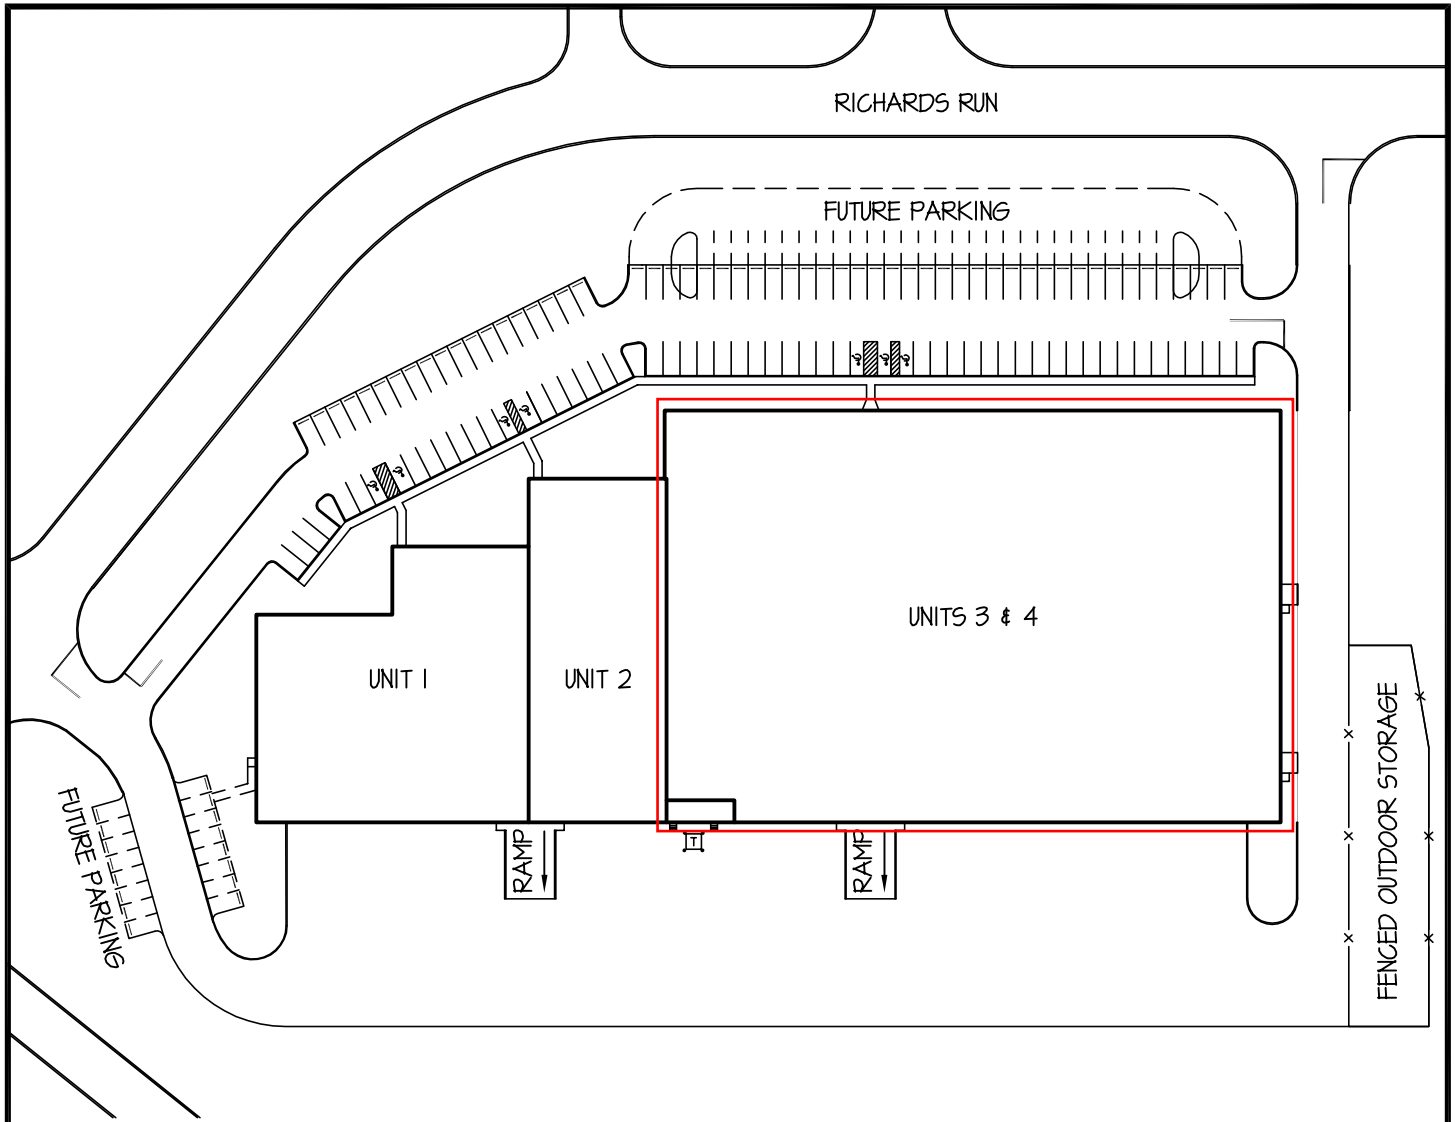 RICHARDS RUN
FUTURE PARKING
UNITS 3 & 4
UNIT 1
UNIT 2
FUTURE PARKING
RAMP
RAMP
T
FENCED OUTDOOR STORAGE